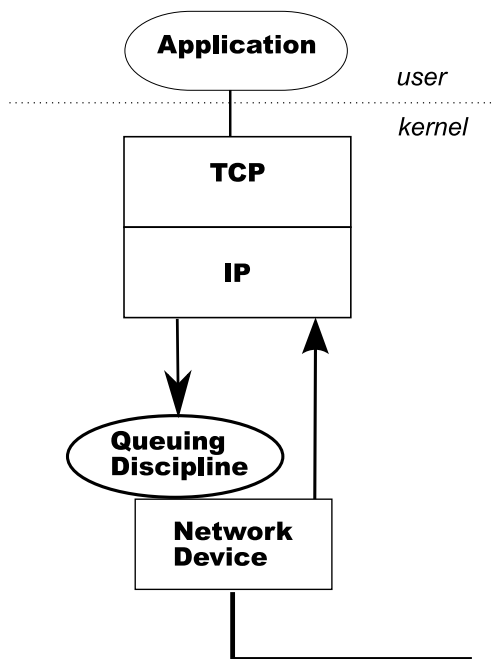 Application
user
kernel
TCP
IP
Queuing
Discipline
Network
Device